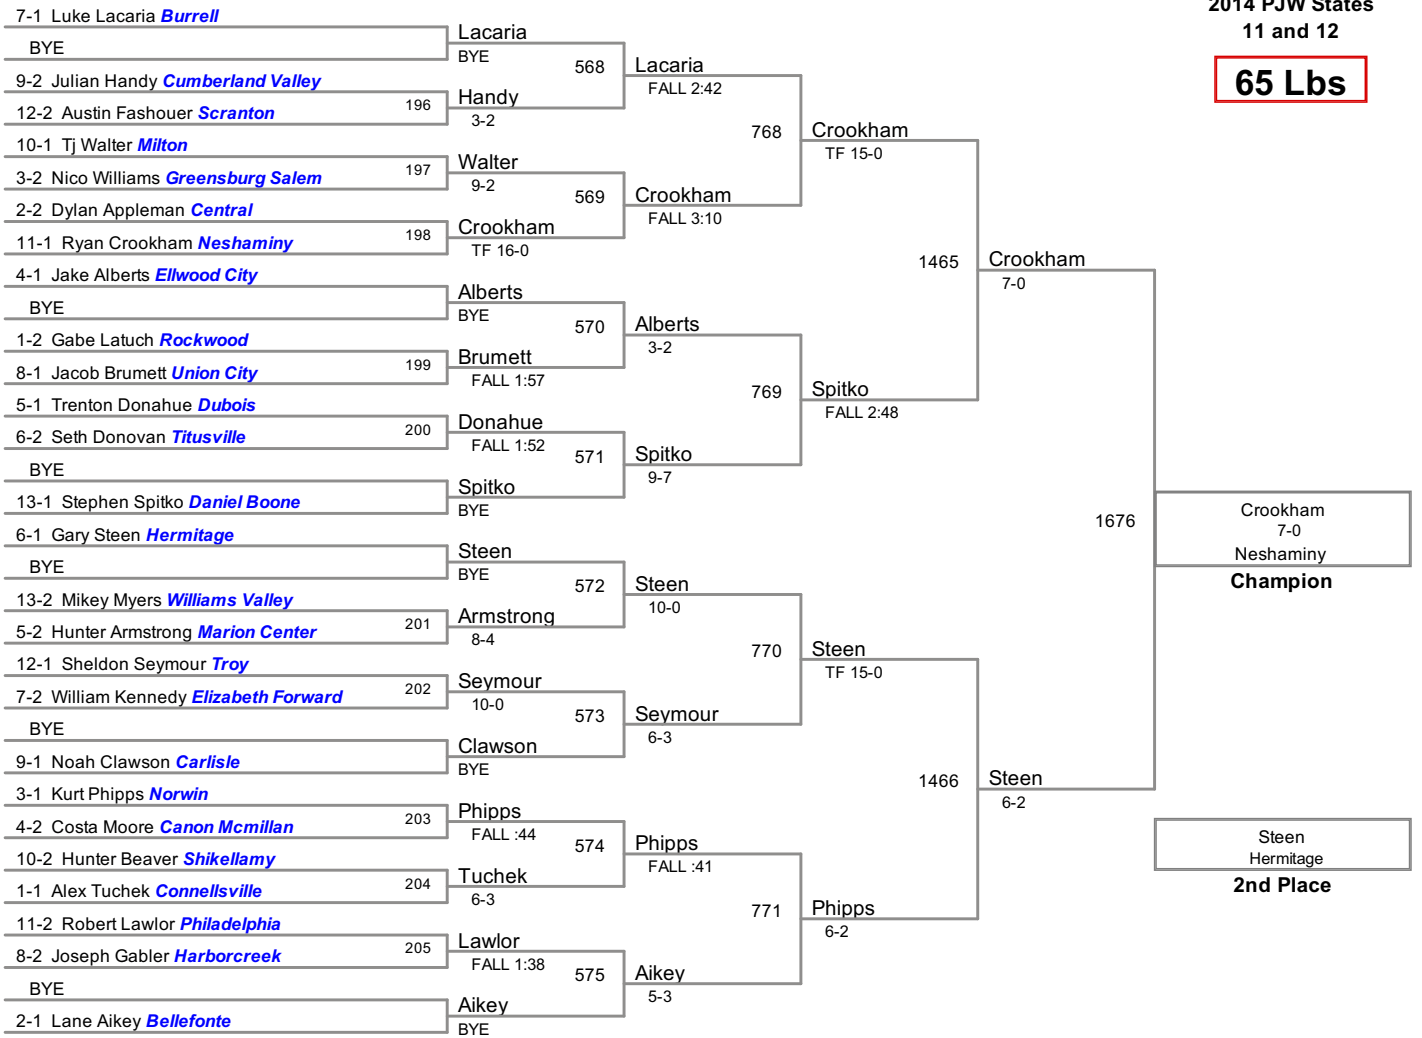 2014 PJW States
11 and 12
65 Lbs
7-1 Luke Lacaria Burrell
BYE
9-2 Julian Handy Cumberland Valley
12-2 Austin Fashouer Scranton
10-1 Tj Walter Milton
3-2 Nico Williams Greensburg Salem
2-2 Dylan Appleman Central
11-1 Ryan Crookham Neshaminy
4-1 Jake Alberts Ellwood City
BYE
1-2 Gabe Latuch Rockwood
8-1 Jacob Brumett Union City
5-1 Trenton Donahue Dubois
6-2 Seth Donovan Titusville
BYE
13-1 Stephen Spitko Daniel Boone
6-1 Gary Steen Hermitage
BYE
13-2 Mikey Myers Williams Valley
5-2 Hunter Armstrong Marion Center
12-1 Sheldon Seymour Troy
7-2 William Kennedy Elizabeth Forward
BYE
9-1 Noah Clawson Carlisle
3-1 Kurt Phipps Norwin
4-2 Costa Moore Canon Mcmillan
10-2 Hunter Beaver Shikellamy
1-1 Alex Tuchek Connellsville
11-2 Robert Lawlor Philadelphia
8-2 Joseph Gabler Harborcreek
BYE
2-1 Lane Aikey Bellefonte
196
197
198
199
200
201
202
203
204
205
Lacaria
BYE
Handy
3-2
Walter
9-2
Crookham
TF 16-0
Alberts
BYE
Brumett
FALL 1:57
Donahue
FALL 1:52
Spitko
BYE
Steen
BYE
Armstrong
8-4
Seymour
10-0
Clawson
BYE
Phipps
FALL :44
Tuchek
6-3
Lawlor
FALL 1:38
Aikey
BYE
568
569
570
571
572
573
574
575
Lacaria
FALL 2:42
Crookham
FALL 3:10
Alberts
3-2
Spitko
9-7
Steen
10-0
Seymour
6-3
Phipps
FALL :41
Aikey
5-3
768
769
770
771
Crookham
TF 15-0
Spitko
FALL 2:48
Steen
TF 15-0
Phipps
6-2
1465
1466
Crookham
7-0
Steen
6-2
1676
Crookham
7-0
Neshaminy
Champion
Steen
Hermitage
2nd Place